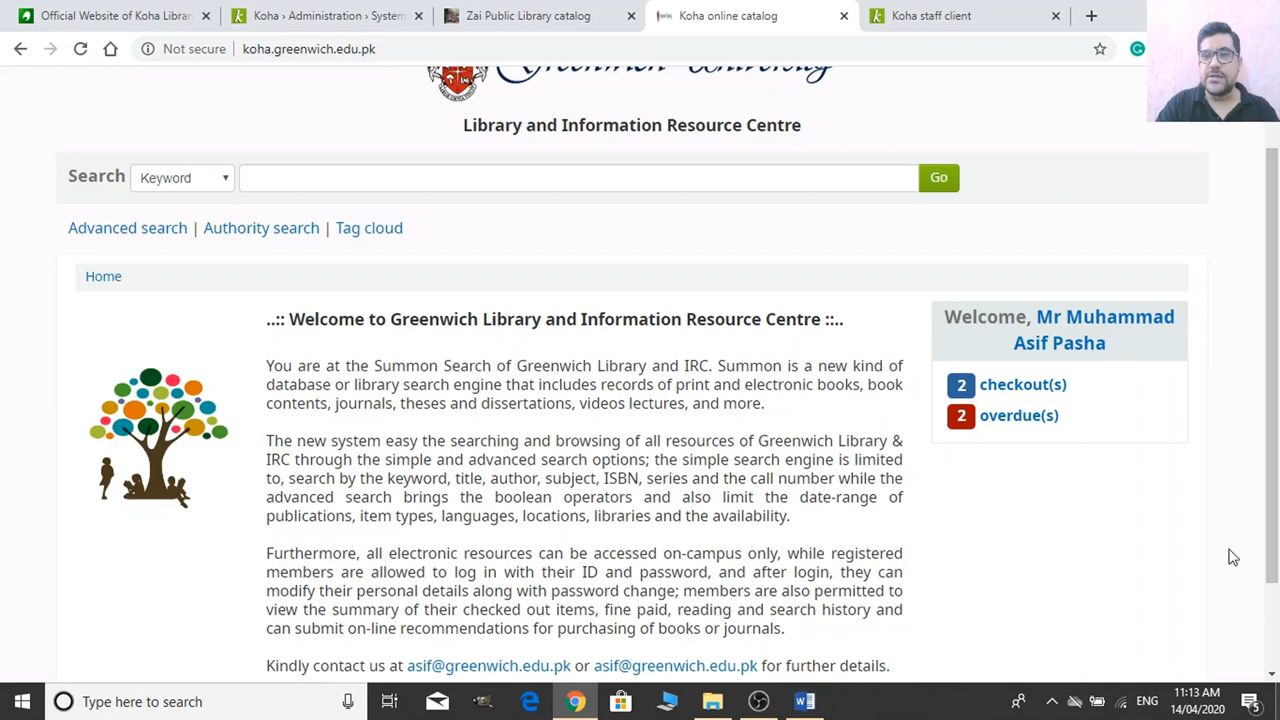 Official Website of Koha Librar
Koha › Administration › System
Zai Public Library catalog
Koha online catalog
Koha staff client
Not secure
koha.greenwich.edu.pk
Greenwich University
Library and Information Resource Centre
Search
Keyword
Go
Advanced search | Authority search | Tag cloud
Home
..:: Welcome to Greenwich Library and Information Resource Centre ::..
You are at the Summon Search of Greenwich Library and IRC. Summon is a new kind of
database or library search engine that includes records of print and electronic books, book
contents, journals, theses and dissertations, videos lectures, and more.
The new system easy the searching and browsing of all resources of Greenwich Library &
IRC through the simple and advanced search options; the simple search engine is limited
to, search by the keyword, title, author, subject, ISBN, series and the call number while the
advanced search brings the boolean operators and also limit the date-range of
publications, item types, languages, locations, libraries and the availability.
Furthermore, all electronic resources can be accessed on-campus only, while registered
members are allowed to log in with their ID and password, and after login, they can
modify their personal details along with password change; members are also permitted to
view the summary of their checked out items, fine paid, reading and search history and
can submit on-line recommendations for purchasing of books or journals.
Kindly contact us at asif@greenwich.edu.pk or asif@greenwich.edu.pk for further details.
Welcome, Mr Muhammad
Asif Pasha
2 checkout(s)
2 overdue(s)
Type here to search
ENG
11:13 AM
14/04/2020
5